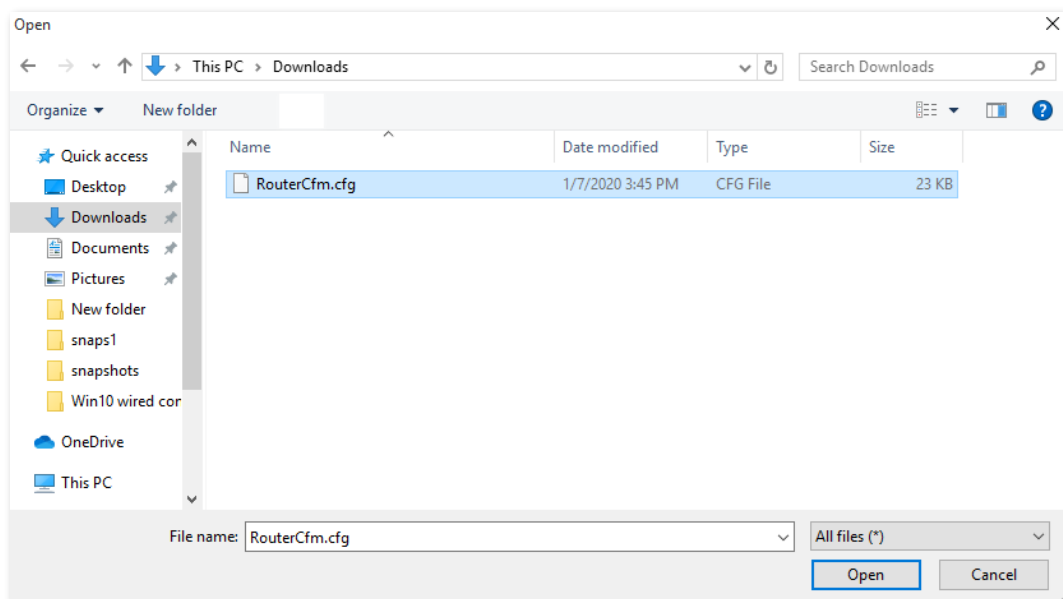 Open
This PC > Downloads
Search Downloads
Organize
New folder
?
Name
Date modified
Type
Size
Quick access
Desktop
Downloads
Documents
Pictures
New folder
snaps1
snapshots
Win10 wired cor
OneDrive
This PC
RouterCfm.cfg 1/7/2020 3:45 PM CFG File 23 KB
File name: RouterCfm.cfg
All files (*)
Open
Cancel